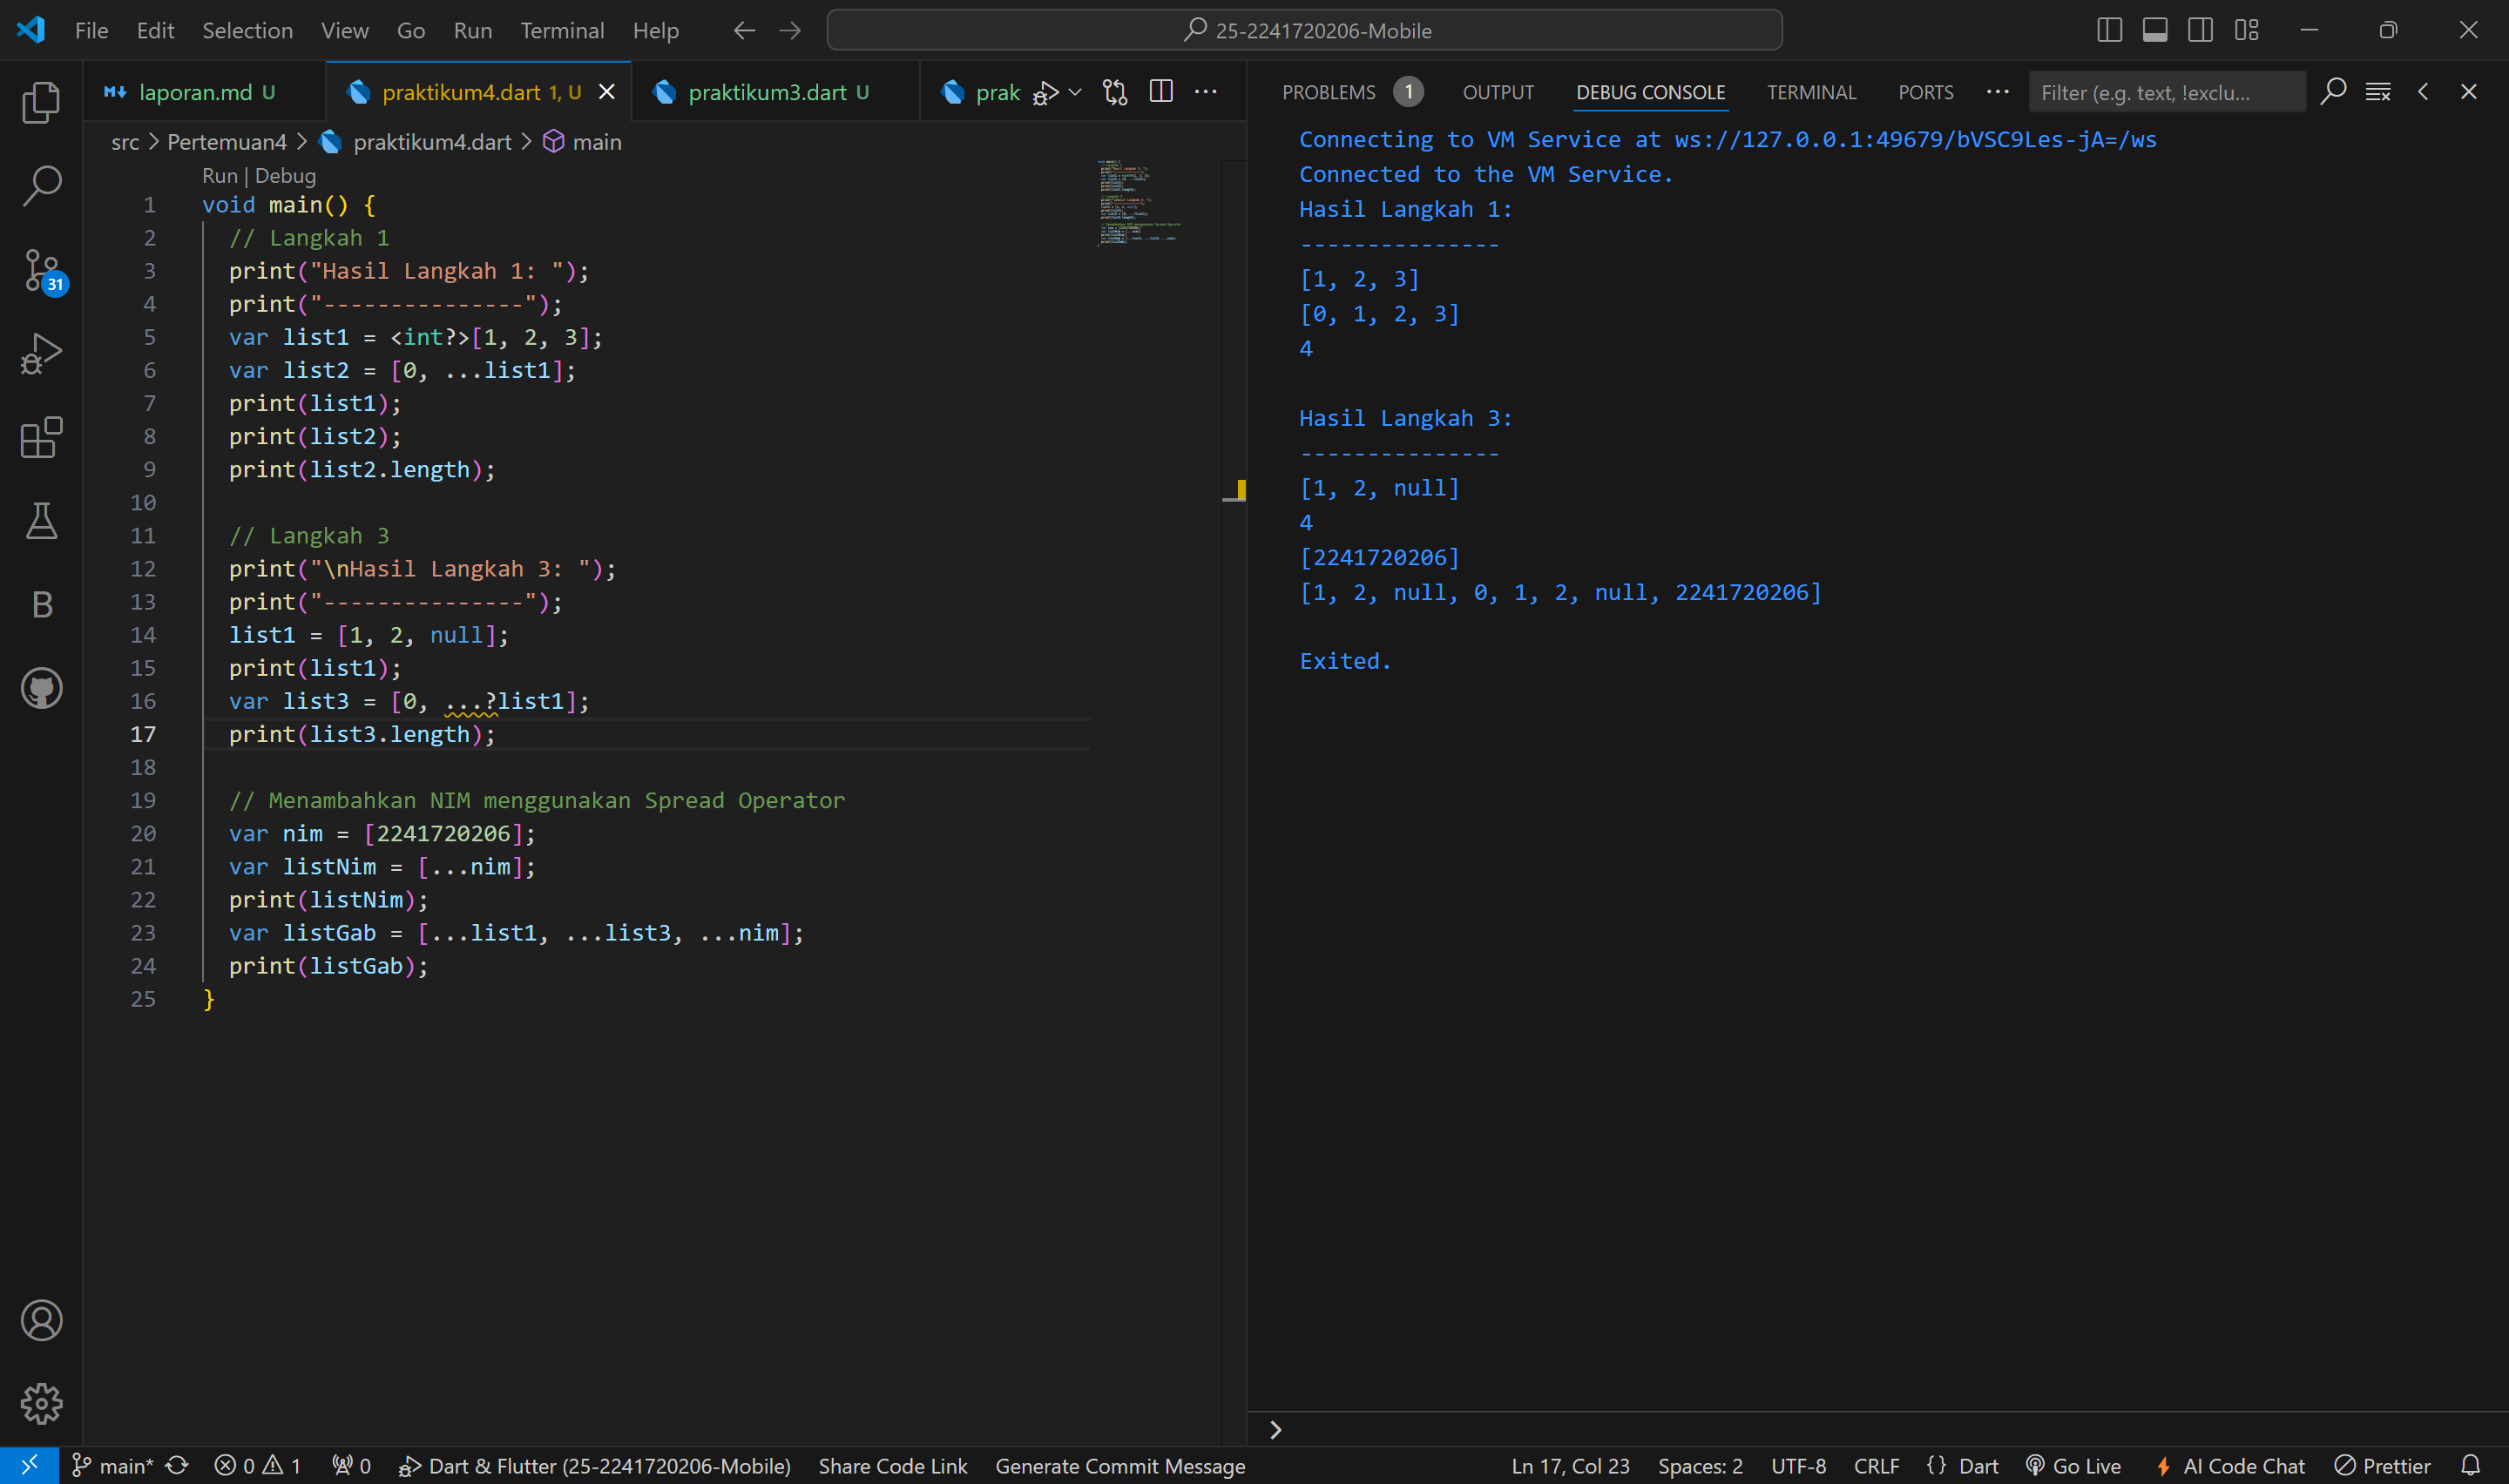 File Edit Selection View Go Run Terminal Help 25-2241720206-Mobile
laporan.md U praktikum4.dart 1, U praktikum3.dart U prak
src > Pertemuan4 > praktikum4.dart > main
Run | Debug
1 void main() {
2 // Langkah 1
3 print("Hasil Langkah 1: ");
4 print("---------------");
5 var list1 = <int?>[1, 2, 3];
6 var list2 = [0, ...list1];
7 print(list1);
8 print(list2);
9 print(list2.length);
10
11 // Langkah 3
12 print("\nHasil Langkah 3: ");
13 print("---------------");
14 list1 = [1, 2, null];
15 print(list1);
16 var list3 = [0, ...?list1];
17 print(list3.length);
18
19 // Menambahkan NIM menggunakan Spread Operator
20 var nim = [2241720206];
21 var listNim = [...nim];
22 print(listNim);
23 var listGab = [...list1, ...list3, ...nim];
24 print(listGab);
25 }
PROBLEMS 1 OUTPUT DEBUG CONSOLE TERMINAL PORTS Filter (e.g. text, !exclu...
Connecting to VM Service at ws://127.0.0.1:49679/bVSC9Les-jA=/ws
Connected to the VM Service.
Hasil Langkah 1:
---------------
[1, 2, 3]
[0, 1, 2, 3]
4
Hasil Langkah 3:
---------------
[1, 2, null]
4
[2241720206]
[1, 2, null, 0, 1, 2, null, 2241720206]
Exited.
31
B
main* 0 1 0 Dart & Flutter (25-2241720206-Mobile) Share Code Link Generate Commit Message Ln 17, Col 23 Spaces: 2 UTF-8 CRLF {} Dart Go Live AI Code Chat Prettier